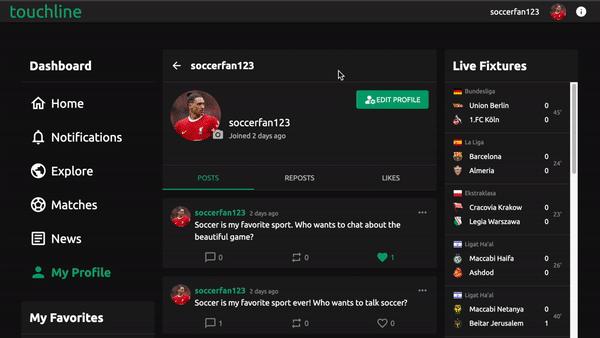 touchline
soccerfan123
Dashboard
Home
Notifications
Explore
Matches
News
My Profile
My Favorites
soccerfan123
soccerfan123
Joined 2 days ago
EDIT PROFILE
POSTS REPOSTS LIKES
soccerfan123 2 days ago
Soccer is my favorite sport. Who wants to chat about the
beautiful game?
0 0 1
soccerfan123 2 days ago
Soccer is my favorite sport ever! Who wants to talk soccer?
1 0 0
Live Fixtures
Bundesliga
Union Berlin 0
45'
1.FC Köln 0
La Liga
Barcelona 0
24'
Almeria 0
Ekstraklasa
Cracovia Krakow 0
23'
Legia Warszawa 0
Ligat Ha'al
Maccabi Haifa 0
26'
Ashdod 0
Ligat Ha'al
Maccabi Netanya 0
40'
Beitar Jerusalem 1